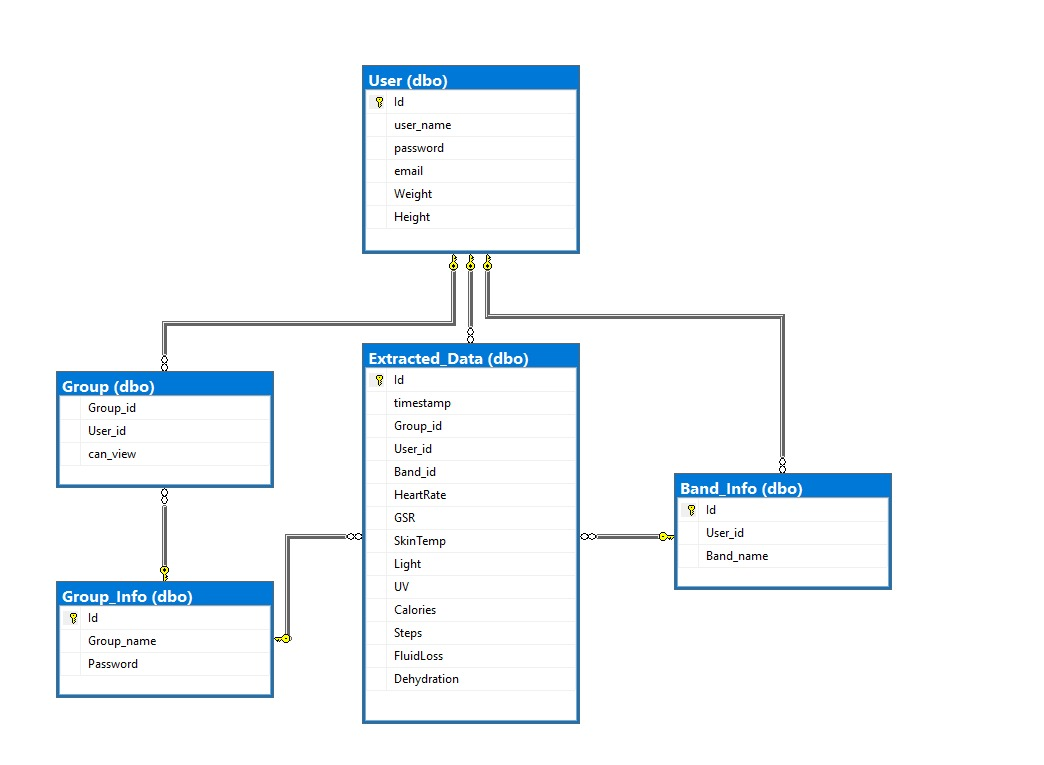 User (dbo)
Id
user_name
password
email
Weight
Height
Group (dbo)
Group_id
User_id
can_view
Group_Info (dbo)
Id
Group_name
Password
Extracted_Data (dbo)
Id
timestamp
Group_id
User_id
Band_id
HeartRate
GSR
SkinTemp
Light
UV
Calories
Steps
FluidLoss
Dehydration
Band_Info (dbo)
Id
User_id
Band_name